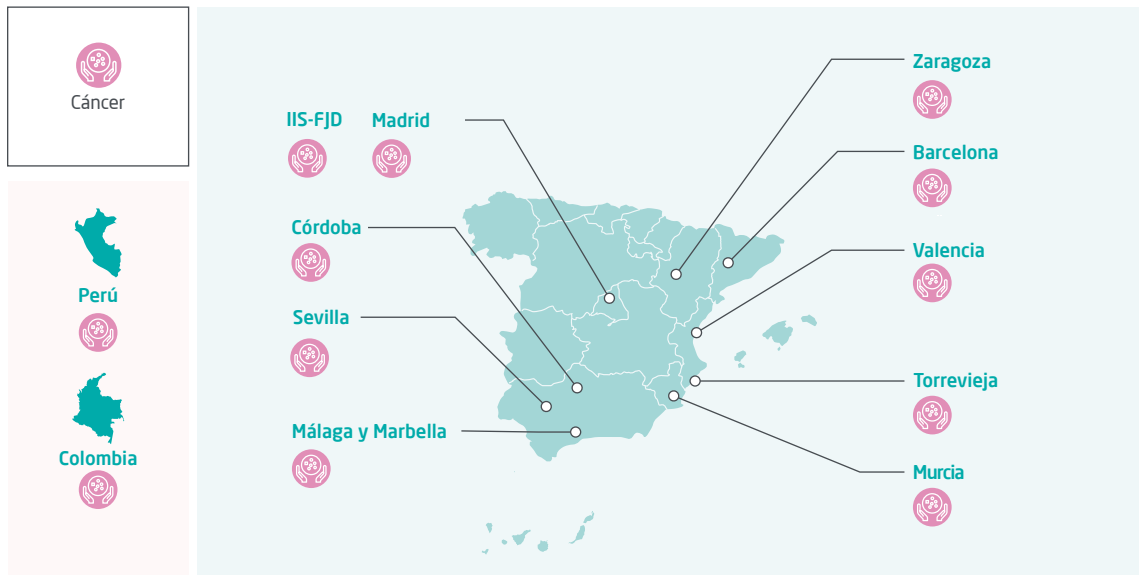 Cáncer
Perú
Colombia
IIS-FJD
Madrid
Córdoba
Sevilla
Málaga y Marbella
Zaragoza
Barcelona
Valencia
Torrevieja
Murcia